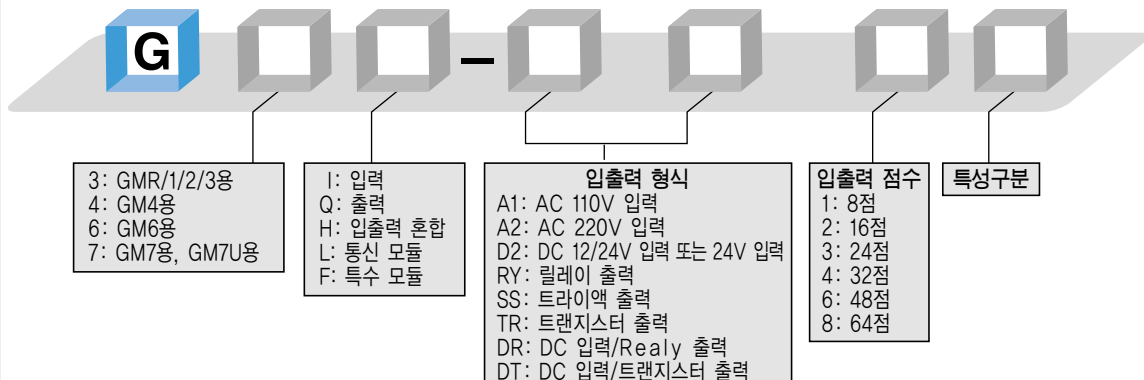 G –
3: GMR/1/2/3용
4: GM4용
6: GM6용
7: GM7용, GM7U용
I: 입력
Q: 출력
H: 입출력 혼합
L: 통신 모듈
F: 특수 모듈
입출력 형식
A1: AC 110V 입력
A2: AC 220V 입력
D2: DC 12/24V 입력 또는 24V 입력
RY: 릴레이 출력
SS: 트라이액 출력
TR: 트랜지스터 출력
DR: DC 입력/Realy 출력
DT: DC 입력/트랜지스터 출력
입출력 점수
1: 8점
2: 16점
3: 24점
4: 32점
6: 48점
8: 64점
특성구분